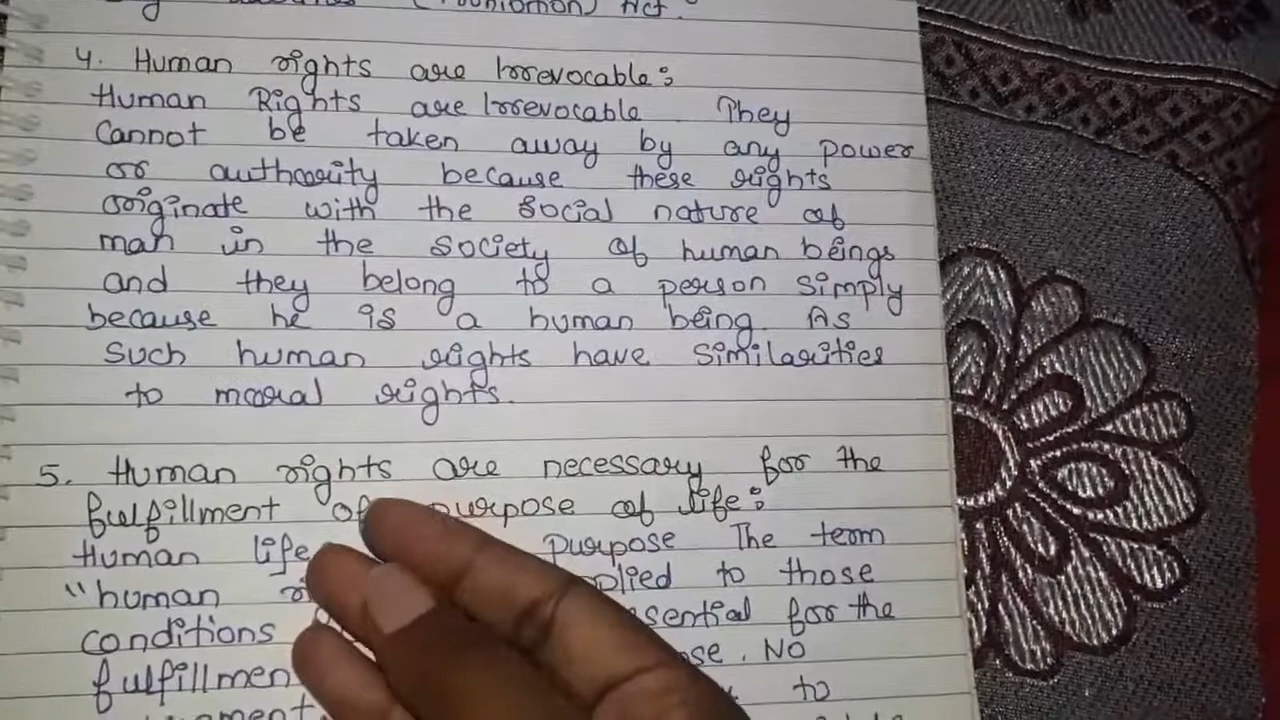 Act.
4. Human rights are Irrevocable:
Human Rights are Irrevocable They
cannot be taken away by any power
or authority because these rights
originate with the social nature of
man in the society of human beings
and they belong to a person simply
because he is a human being. As
Such human rights have similarities
to moral rights.
5. Human rights are necessary for the
fulfillment of purpose of life:
Human life purpose The term
"human to those
conditions for the
No
to